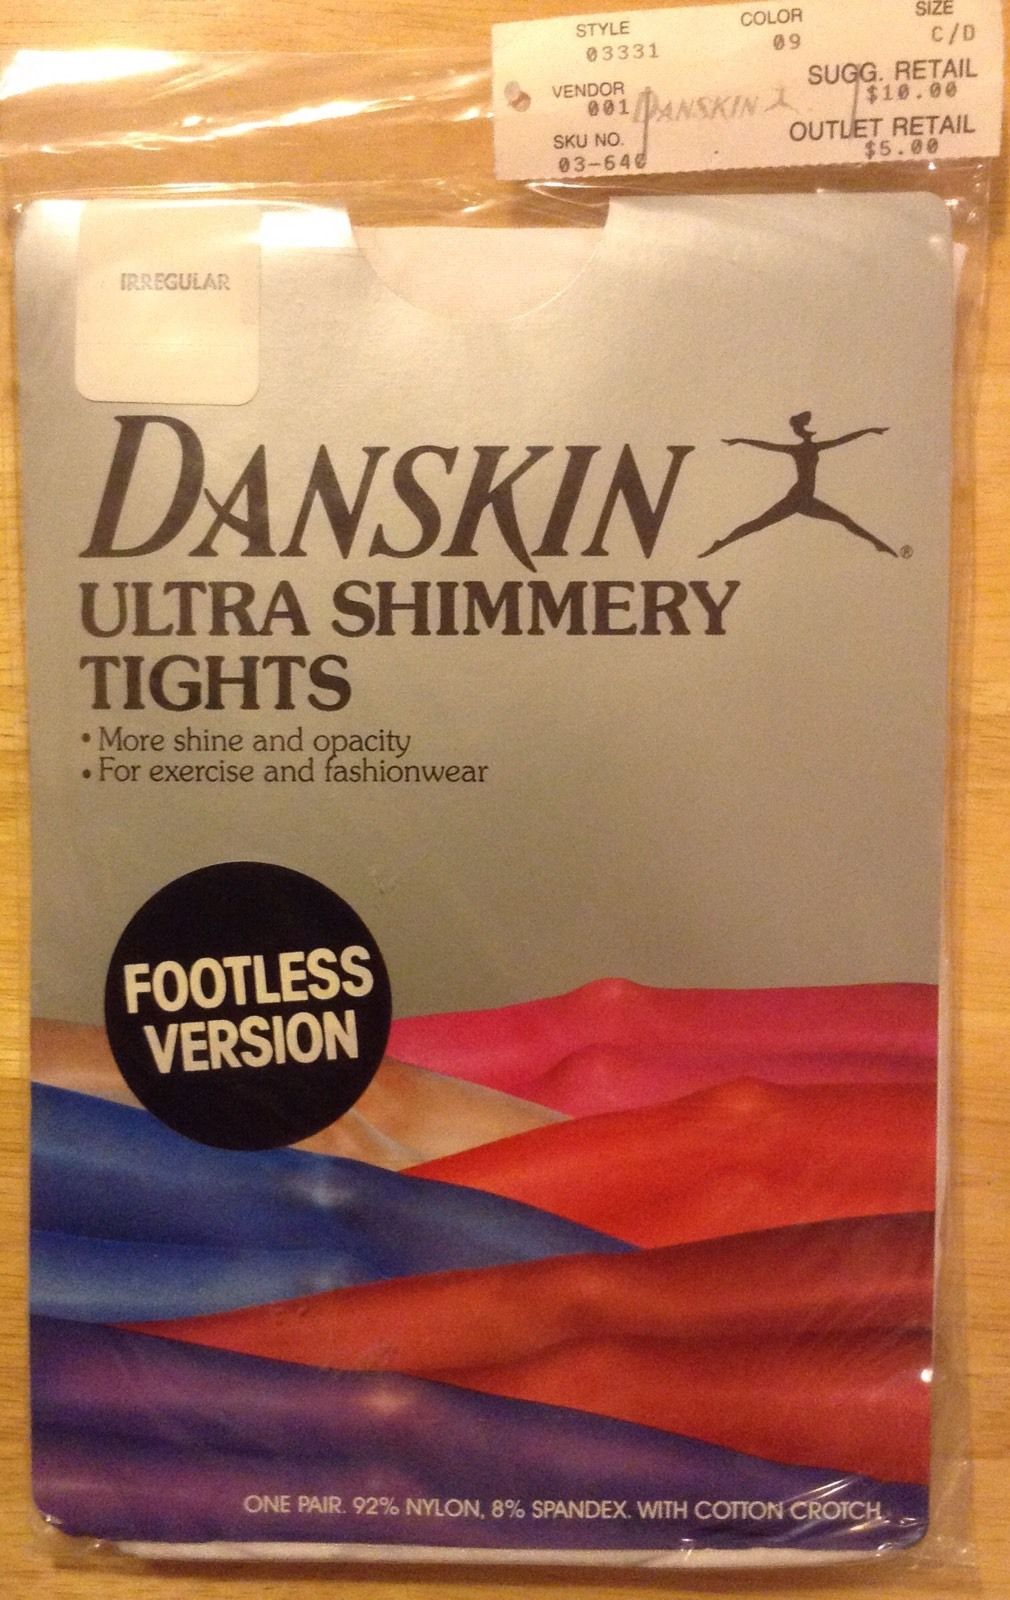 STYLE COLOR SIZE
03331 09 C/D
VENDOR SUGG. RETAIL
001 DANSKIN $10.00
SKU NO. OUTLET RETAIL
03-640 $5.00
IRREGULAR
DANSKIN ®
ULTRA SHIMMERY
TIGHTS
• More shine and opacity
• For exercise and fashionwear
FOOTLESS
VERSION
ONE PAIR. 92% NYLON, 8% SPANDEX. WITH COTTON CROTCH.